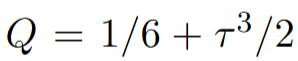 Q = 1/6 + τ³/2